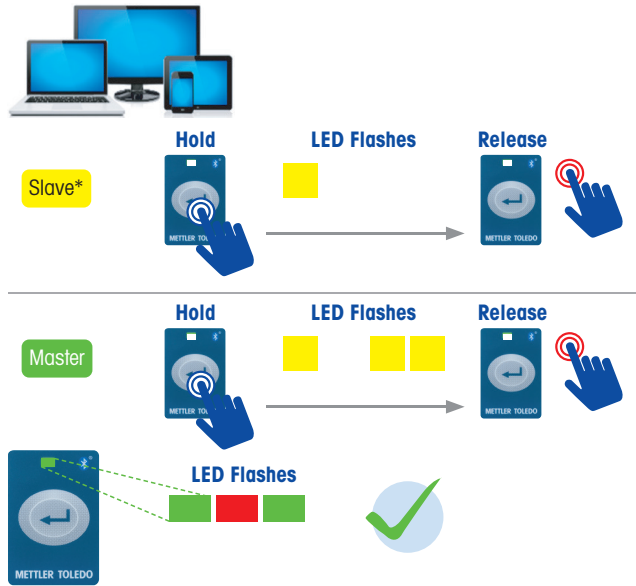 Hold
LED Flashes
Release
Slave*
METTLER TOLEDO
METTLER TOLEDO
Hold
LED Flashes
Release
Master
METTLER TOLEDO
METTLER TOLEDO
LED Flashes
METTLER TOLEDO